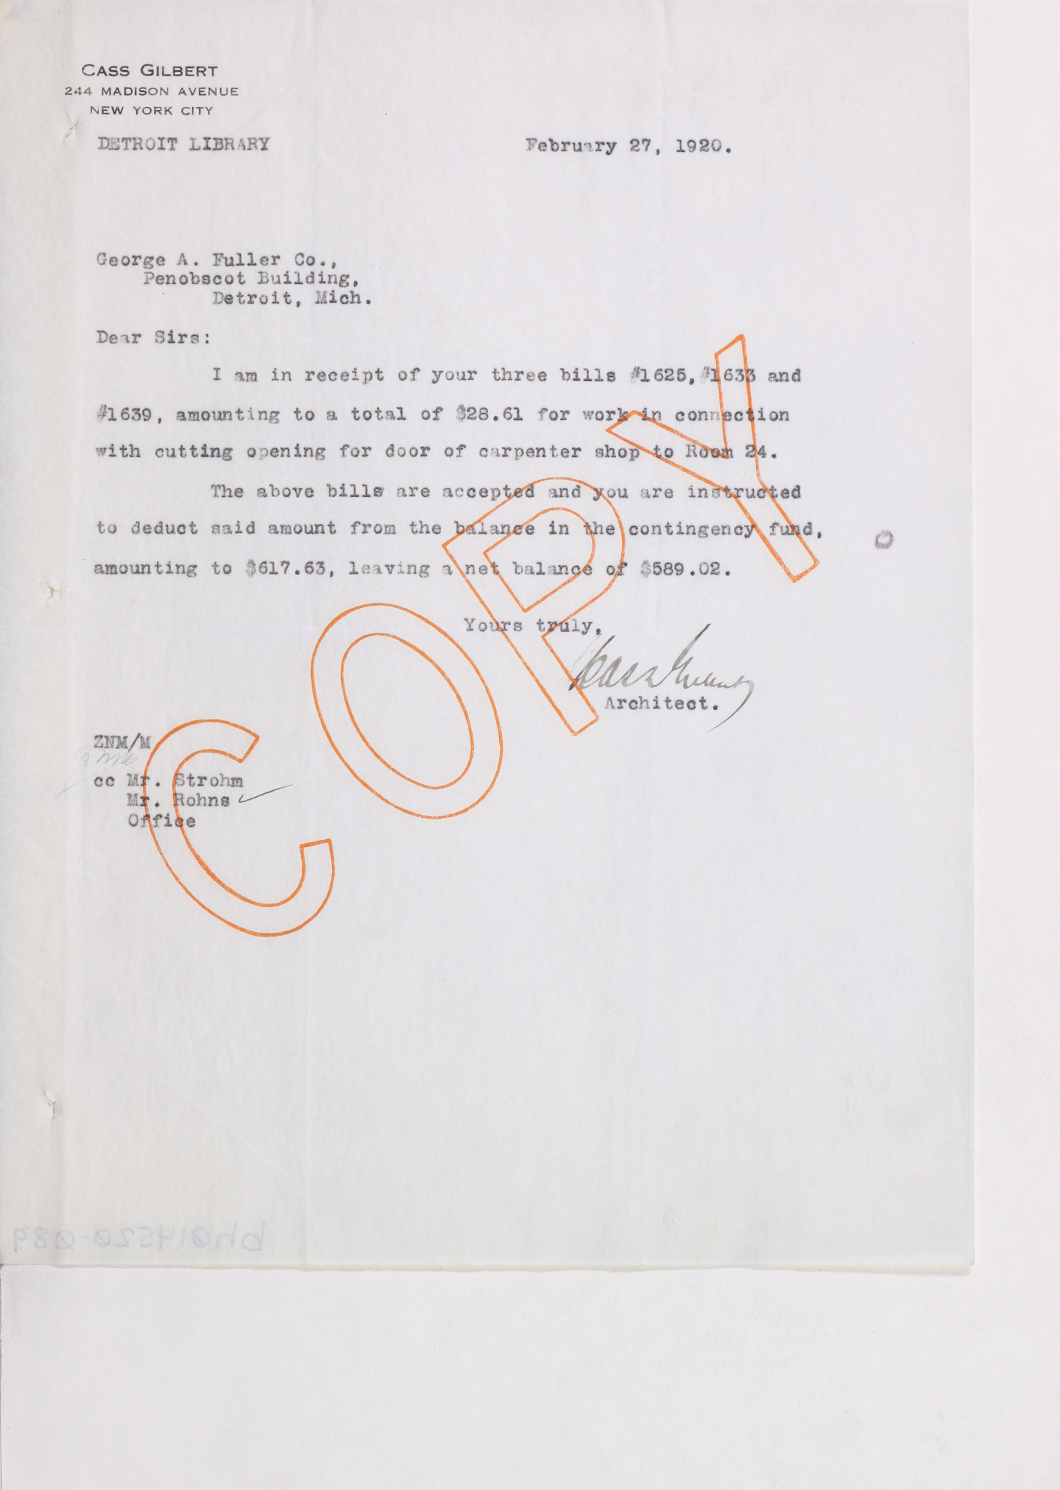 CASS GILBERT
244 MADISON AVENUE
NEW YORK CITY
DETROIT LIBRARY February 27, 1920.
George A. Fuller Co.,
Penobscot Building,
Detroit, Mich.
Dear Sirs:
I am in receipt of your three bills #1625, #1633 and
#1639, amounting to a total of $28.61 for work in connection
with cutting opening for door of carpenter shop to Room 24.
The above bills are accepted and you are instructed
to deduct said amount from the balance in the contingency fund,
amounting to $617.63, leaving a net balance of $589.02.
Yours truly,
Cass Gilbert
Architect.
ZNM/M
cc Mr. Strohm
Mr. Rohns
Office
COPY
bh014520-089